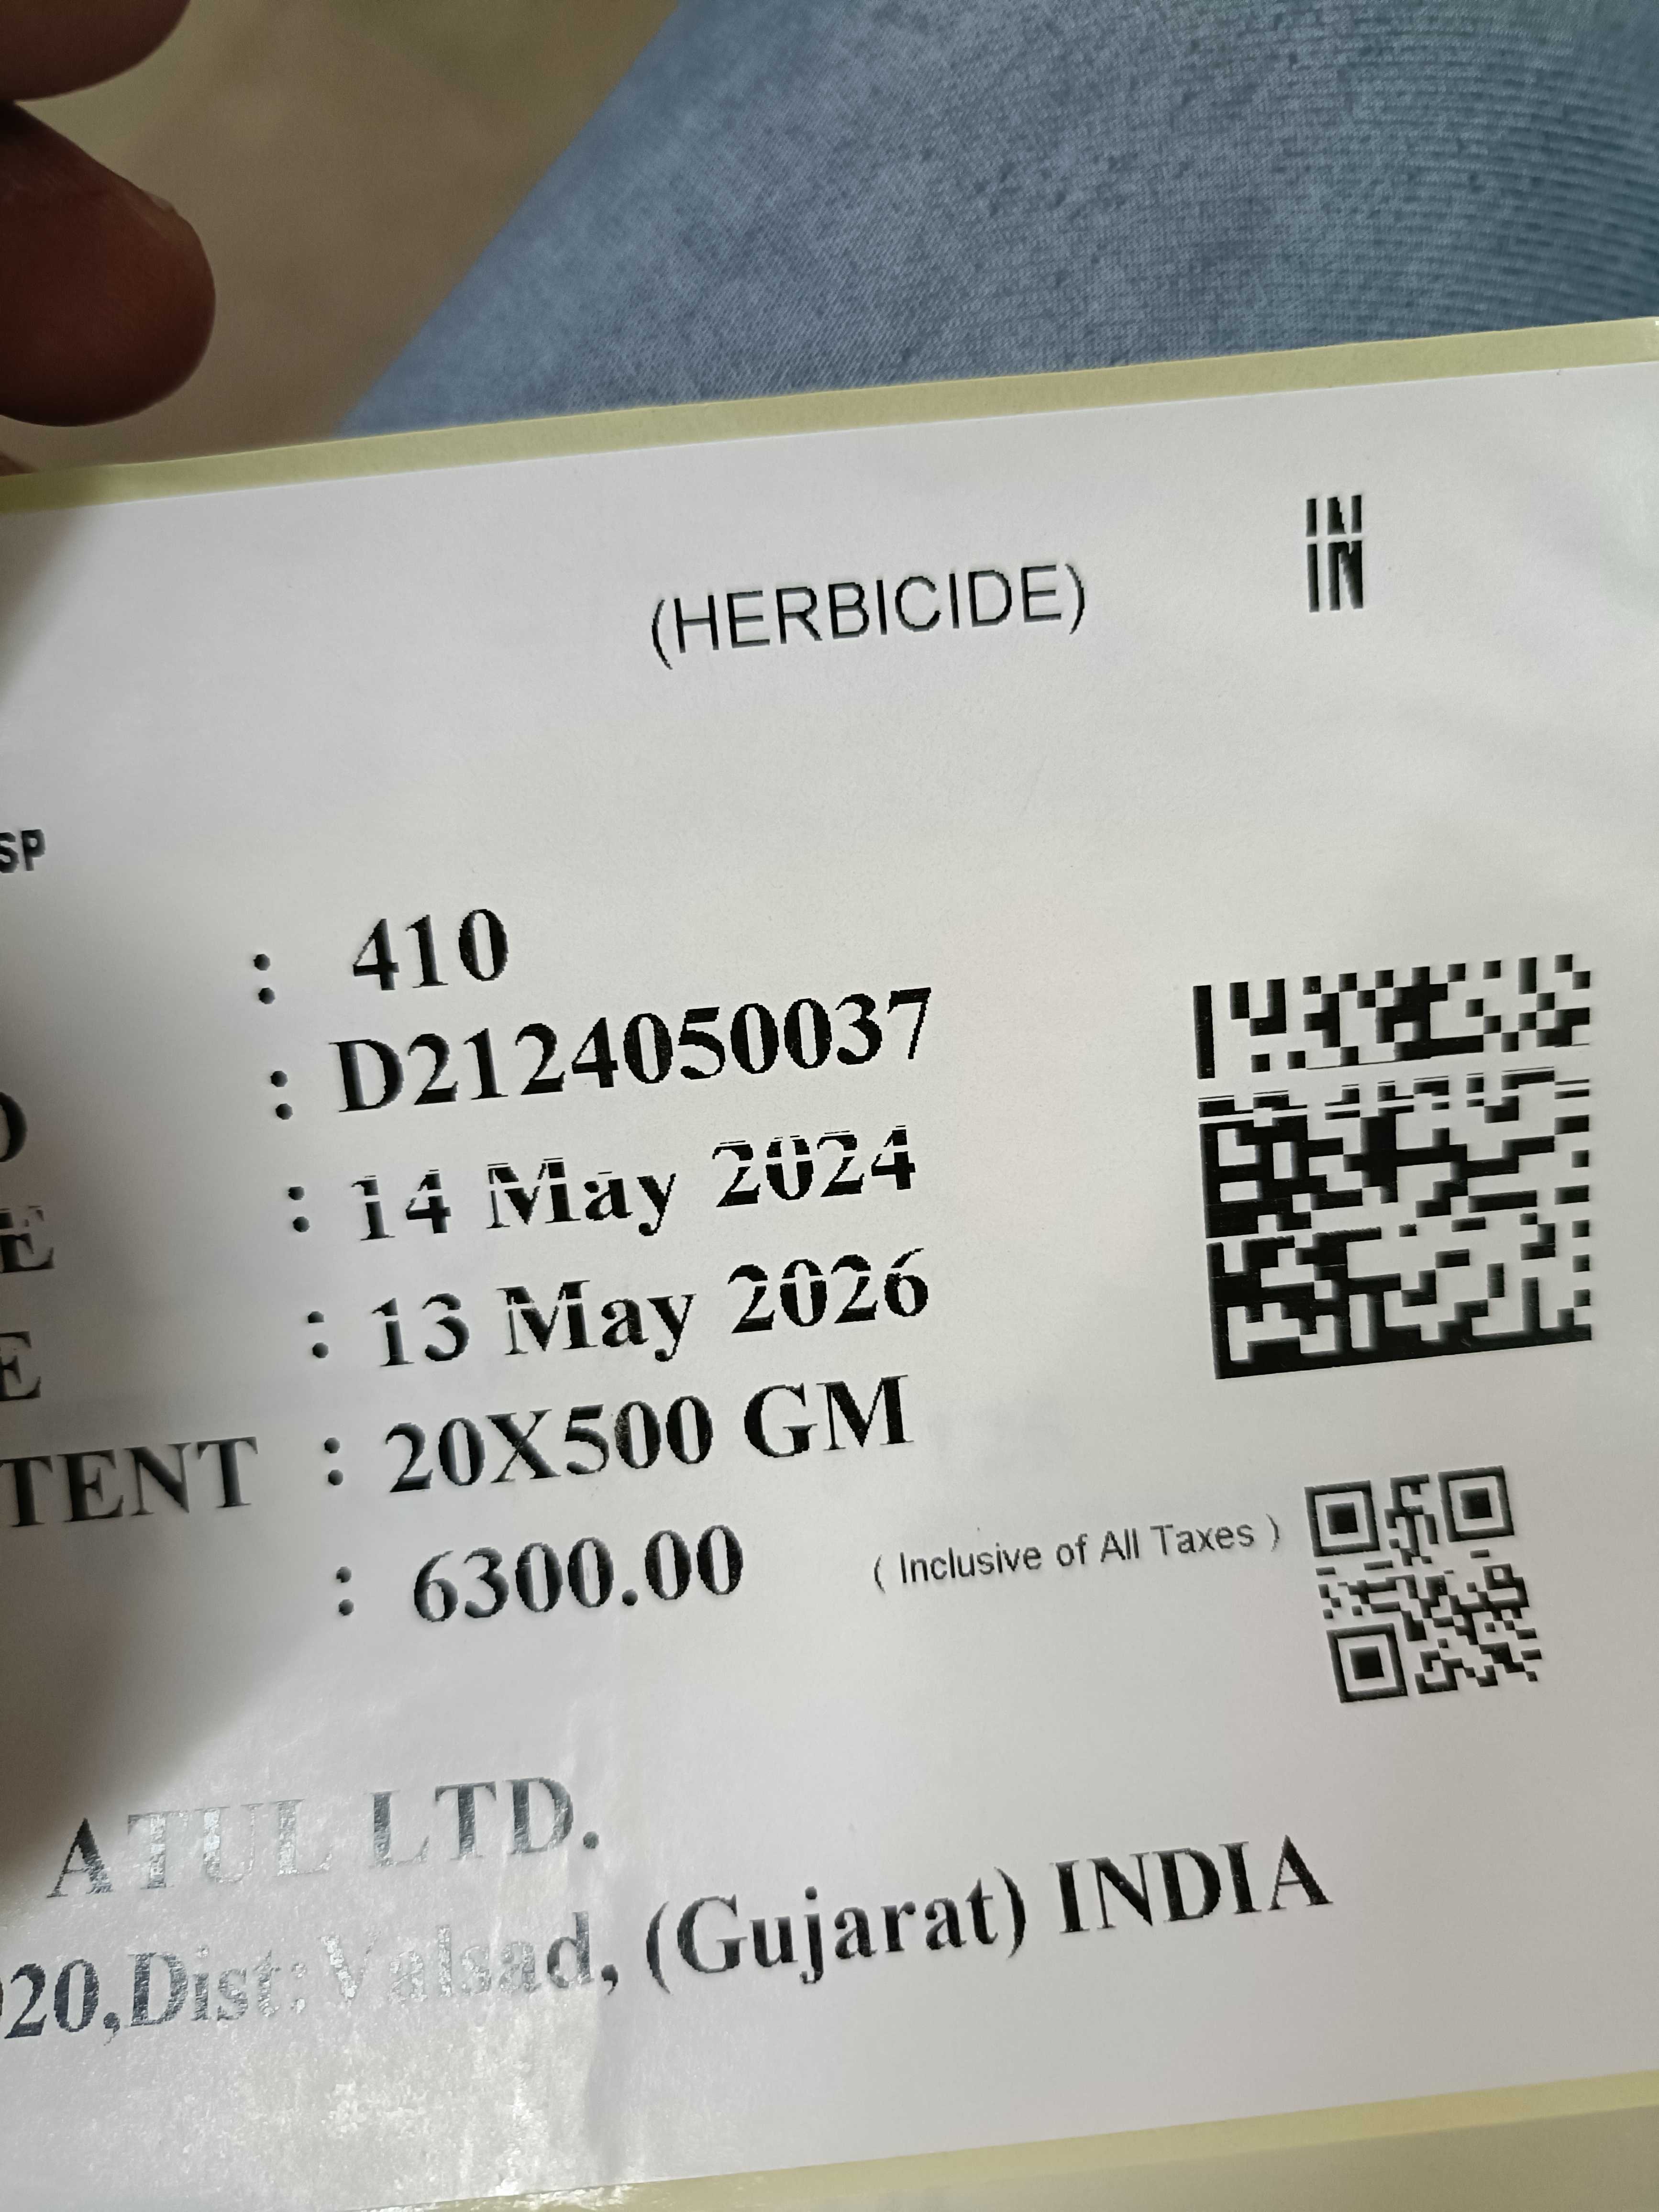 (HERBICIDE) IN
SP
: 410
: D2124050037
E : 14 May 2024
E : 13 May 2026
TENT : 20X500 GM
: 6300.00 ( Inclusive of All Taxes )
ATUL LTD.
20,Dist:Valsad, (Gujarat) INDIA